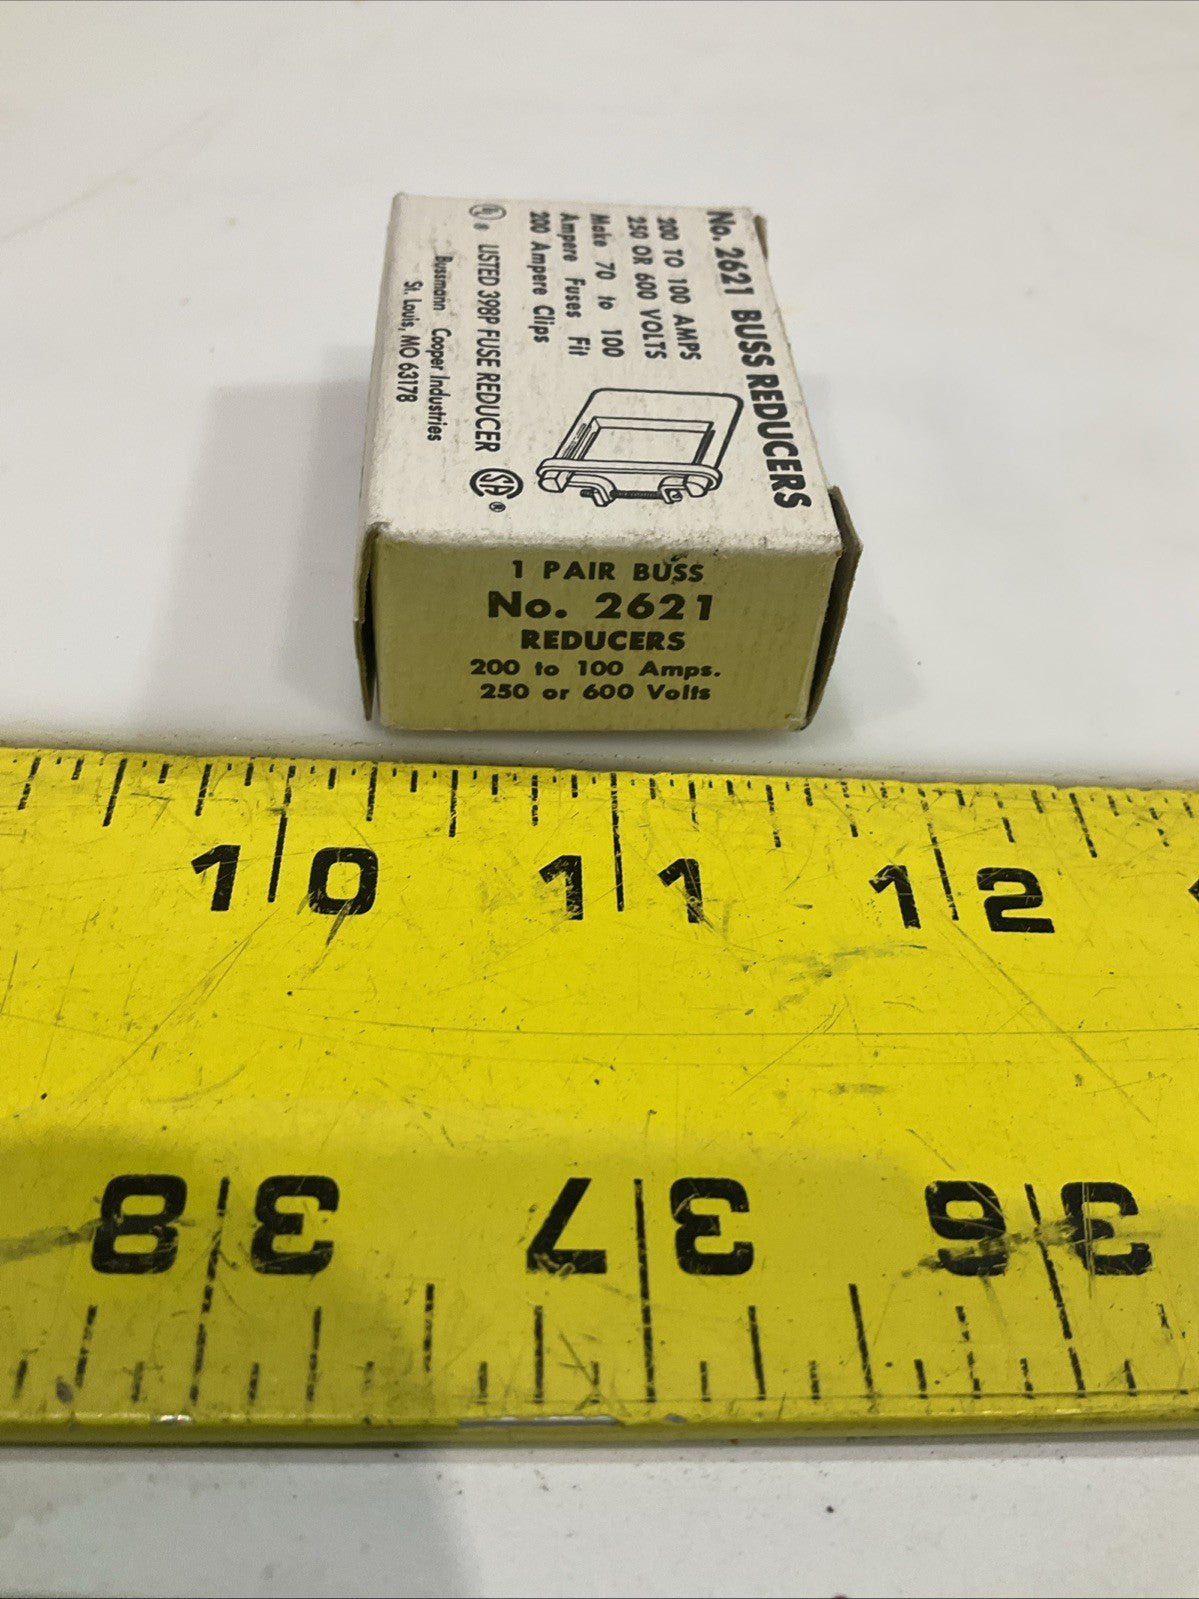 No. 2621 BUSS REDUCERS
200 TO 100 AMPS
250 OR 600 VOLTS
Make 70 to 100
Ampere Fuses Fit
200 Ampere Clips
UL ® LISTED 398P FUSE REDUCER SA ®
Bussmann Cooper Industries
St. Louis, MO 63178
1 PAIR BUSS
No. 2621
REDUCERS
200 to 100 Amps.
250 or 600 Volts
10 11 12
38 37 36